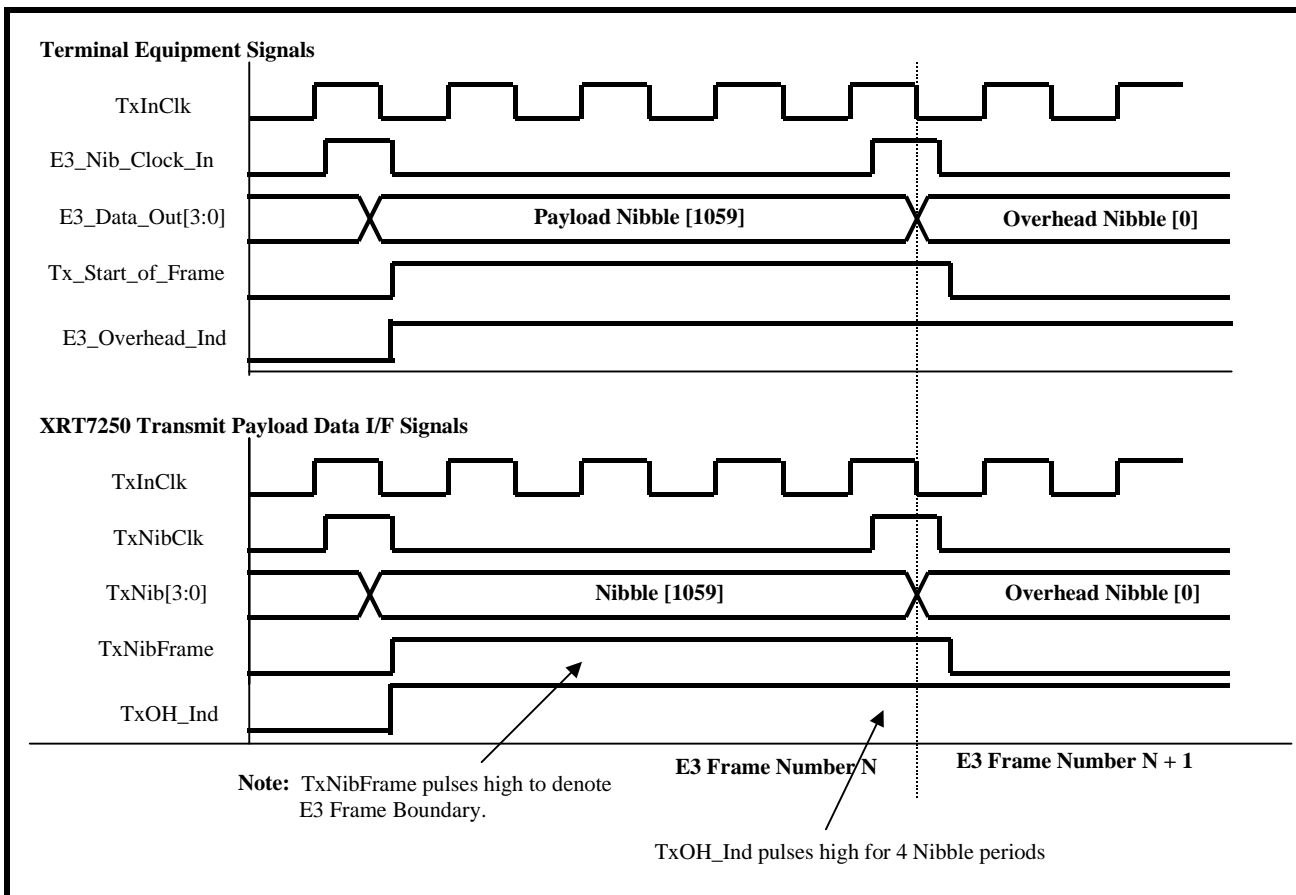 Terminal Equipment Signals
TxInClk
E3_Nib_Clock_In
E3_Data_Out[3:0]
Payload Nibble [1059]
Overhead Nibble [0]
Tx_Start_of_Frame
E3_Overhead_Ind
XRT7250 Transmit Payload Data I/F Signals
TxInClk
TxNibClk
TxNib[3:0]
Nibble [1059]
Overhead Nibble [0]
TxNibFrame
TxOH_Ind
E3 Frame Number N
E3 Frame Number N + 1
Note: TxNibFrame pulses high to denote
E3 Frame Boundary.
TxOH_Ind pulses high for 4 Nibble periods